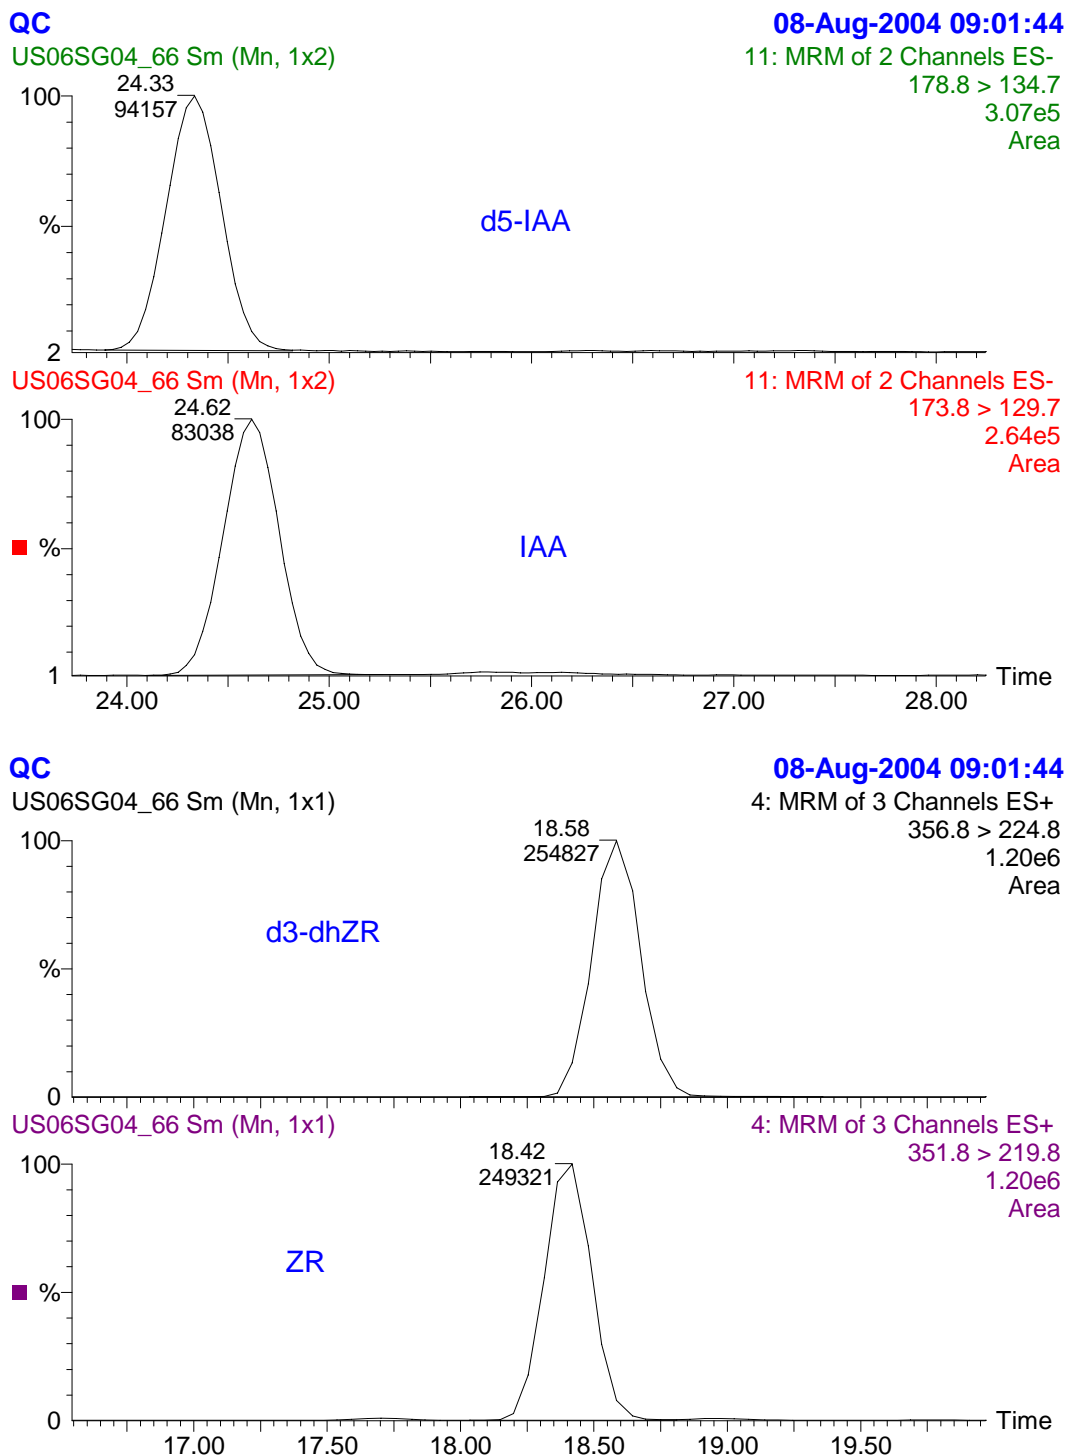 QC 08-Aug-2004 09:01:44
US06SG04_66 Sm (Mn, 1x2) 11: MRM of 2 Channels ES-
178.8 > 134.7
3.07e5
Area
24.33
94157
100
%
2
d5-IAA
US06SG04_66 Sm (Mn, 1x2) 11: MRM of 2 Channels ES-
173.8 > 129.7
2.64e5
Area
24.62
83038
100
%
1
IAA
Time
24.00 25.00 26.00 27.00 28.00
QC 08-Aug-2004 09:01:44
US06SG04_66 Sm (Mn, 1x1) 4: MRM of 3 Channels ES+
356.8 > 224.8
1.20e6
Area
18.58
254827
100
%
0
d3-dhZR
US06SG04_66 Sm (Mn, 1x1) 4: MRM of 3 Channels ES+
351.8 > 219.8
1.20e6
Area
18.42
249321
100
%
0
ZR
Time
17.00 17.50 18.00 18.50 19.00 19.50